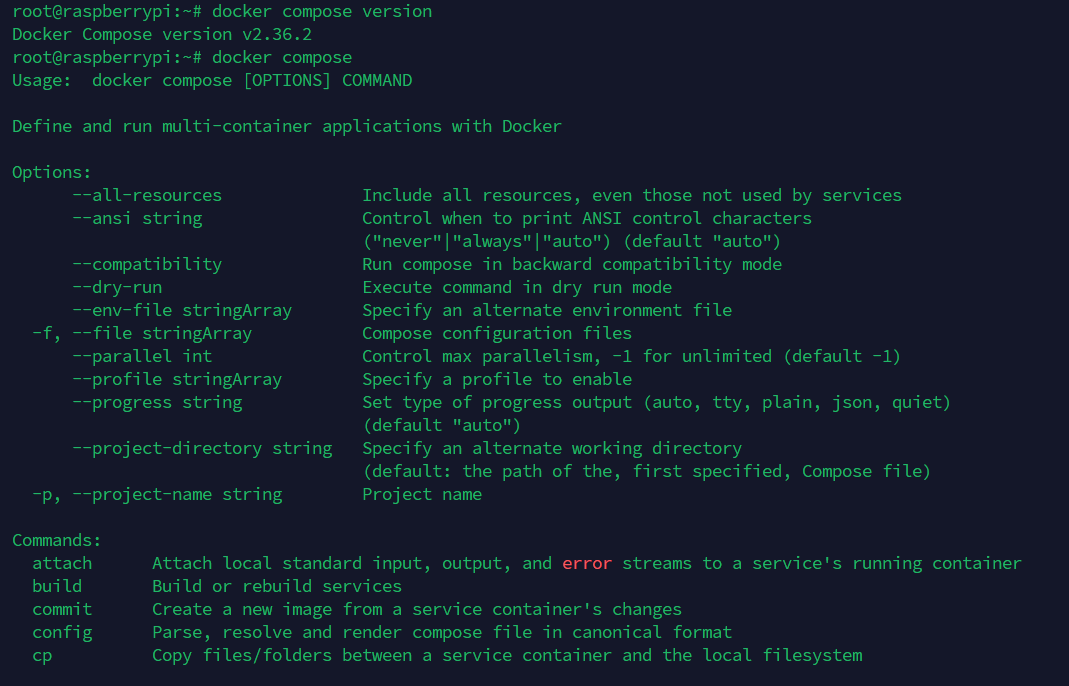 root@raspberrypi:~# docker compose version
Docker Compose version v2.36.2
root@raspberrypi:~# docker compose
Usage:  docker compose [OPTIONS] COMMAND

Define and run multi-container applications with Docker

Options:
      --all-resources              Include all resources, even those not used by services
      --ansi string                Control when to print ANSI control characters
                                   ("never"|"always"|"auto") (default "auto")
      --compatibility              Run compose in backward compatibility mode
      --dry-run                    Execute command in dry run mode
      --env-file stringArray       Specify an alternate environment file
  -f, --file stringArray           Compose configuration files
      --parallel int               Control max parallelism, -1 for unlimited (default -1)
      --profile stringArray        Specify a profile to enable
      --progress string            Set type of progress output (auto, tty, plain, json, quiet)
                                   (default "auto")
      --project-directory string   Specify an alternate working directory
                                   (default: the path of the, first specified, Compose file)
  -p, --project-name string        Project name

Commands:
  attach      Attach local standard input, output, and error streams to a service's running container
  build       Build or rebuild services
  commit      Create a new image from a service container's changes
  config      Parse, resolve and render compose file in canonical format
  cp          Copy files/folders between a service container and the local filesystem